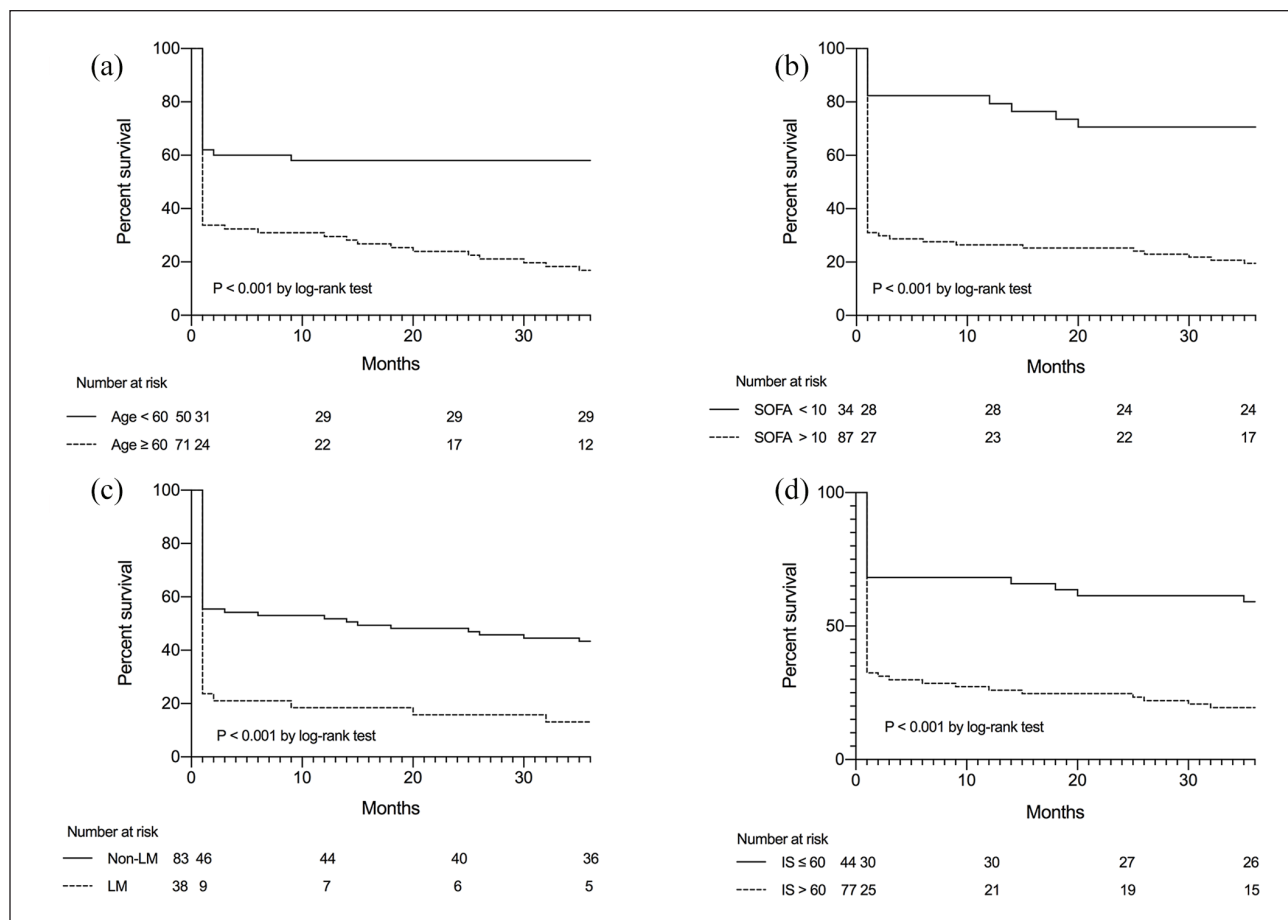 (a)
100
80
60
40
20
0
Percent survival
P < 0.001 by log-rank test
0 10 20 30
Months
Number at risk
Age < 60 50 31 29 29 29
Age ≥ 60 71 24 22 17 12
(b)
100
80
60
40
20
0
Percent survival
P < 0.001 by log-rank test
0 10 20 30
Months
Number at risk
SOFA < 10 34 28 28 24 24
SOFA > 10 87 27 23 22 17
(c)
100
80
60
40
20
0
Percent survival
P < 0.001 by log-rank test
0 10 20 30
Months
Number at risk
Non-LM 83 46 44 40 36
LM 38 9 7 6 5
(d)
100
50
0
Percent survival
P < 0.001 by log-rank test
0 10 20 30
Months
Number at risk
IS ≤ 60 44 30 30 27 26
IS > 60 77 25 21 19 15